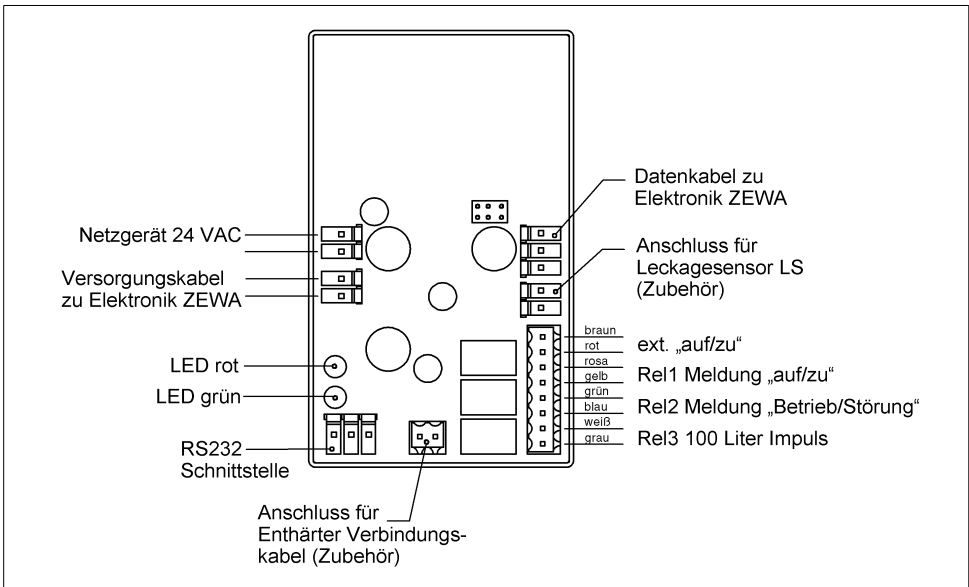 Netzgerät 24 VAC
Versorgungskabel
zu Elektronik ZEWA
LED rot
LED grün
RS232
Schnittstelle
Anschluss für
Enthärter Verbindungs-
kabel (Zubehör)
Datenkabel zu
Elektronik ZEWA
Anschluss für
Leckagesensor LS
(Zubehör)
braun
rot
rosa
gelb
grün
blau
weiß
grau
ext. „auf/zu“
Rel1 Meldung „auf/zu“
Rel2 Meldung „Betrieb/Störung“
Rel3 100 Liter Impuls